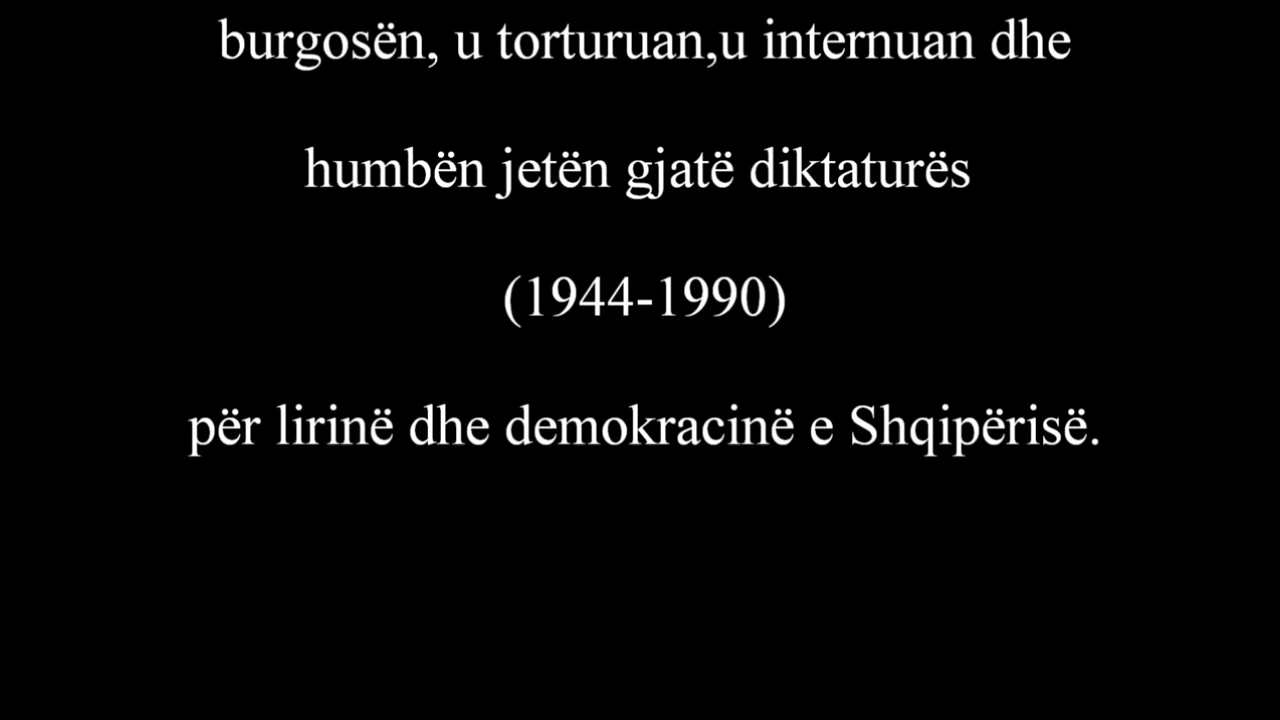 burgosën, u torturuan,u internuan dhe
humbën jetën gjatë diktaturës
(1944-1990)
për lirinë dhe demokracinë e Shqipërisë.